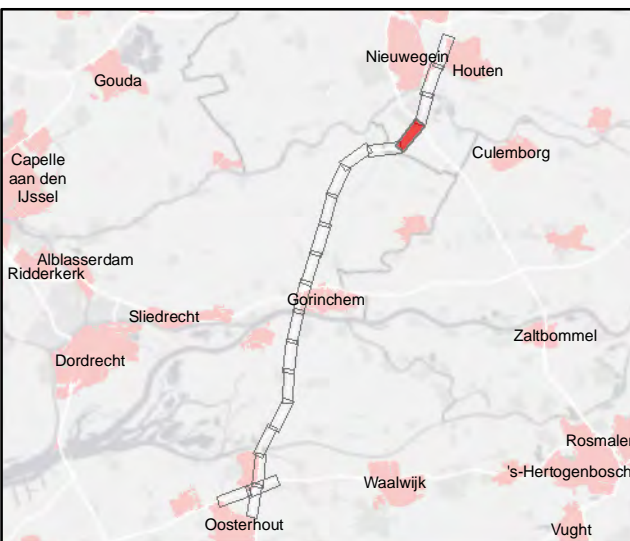 Nieuwegein
Houten
Gouda
Culemborg
Capelle
aan den
IJssel
Alblasserdam
Ridderkerk
Gorinchem
Sliedrecht
Zaltbommel
Dordrecht
Rosmalen
's-Hertogenbosch
Waalwijk
Oosterhout
Vught